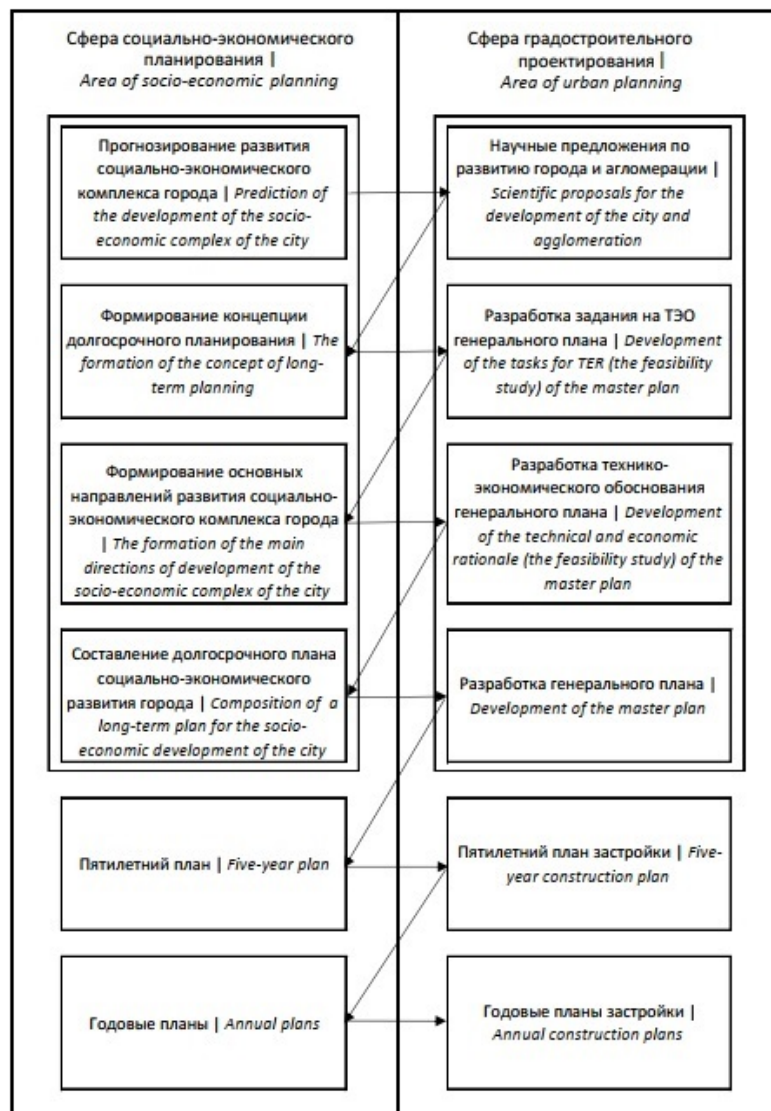 Сфера социально-экономического
планирования |
Area of socio-economic planning
Сфера градостроительного
проектирования |
Area of urban planning
Прогнозирование развития
социально-экономического
комплекса города | Prediction of
the development of the socio-
economic complex of the city
Научные предложения по
развитию города и агломерации |
Scientific proposals for the
development of the city and
agglomeration
Формирование концепции
долгосрочного планирования | The
formation of the concept of long-
term planning
Разработка задания на ТЭО
генерального плана | Development
of the tasks for TER (the feasibility
study) of the master plan
Формирование основных
направлений развития социально-
экономического комплекса города
| The formation of the main
directions of development of the
socio-economic complex of the city
Разработка технико-
экономического обоснования
генерального плана | Development
of the technical and economic
rationale (the feasibility study) of the
master plan
Составление долгосрочного плана
социально-экономического
развития города | Composition of a
long-term plan for the socio-
economic development of the city
Разработка генерального плана |
Development of the master plan
Пятилетний план | Five-year plan
Пятилетний план застройки | Five-
year construction plan
Годовые планы | Annual plans
Годовые планы застройки |
Annual construction plans